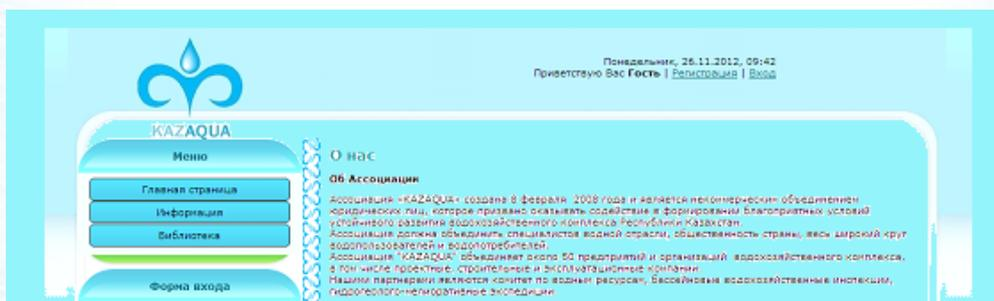 Понедельник, 26.11.2012, 09:42
Приветствую Вас Гость | Регистрация | Вход
KAZAQUA
Меню
Главная страница
Информация
Библиотека
Форма входа
О нас
Об Ассоциации
Ассоциация «KAZAQUA» создана 8 февраля 2008 года и является некоммерческим объединением
юридических лиц, которое призвано оказывать содействие в формировании благоприятных условий
устойчивого развития водохозяйственного комплекса Республики Казахстан.
Ассоциация должна объединить специалистов водной отрасли, общественность страны, весь широкий круг
водопользователей и водопотребителей.
Ассоциация "KAZAQUA" объединяет около 50 предприятий и организаций водохозяйственного комплекса,
в том числе проектные, строительные и эксплуатационные компании.
Нашими партнерами являются комитет по водным ресурсам, бассейновые водохозяйственные инспекции,
гидрогеолого-мелиоративные экспедиции